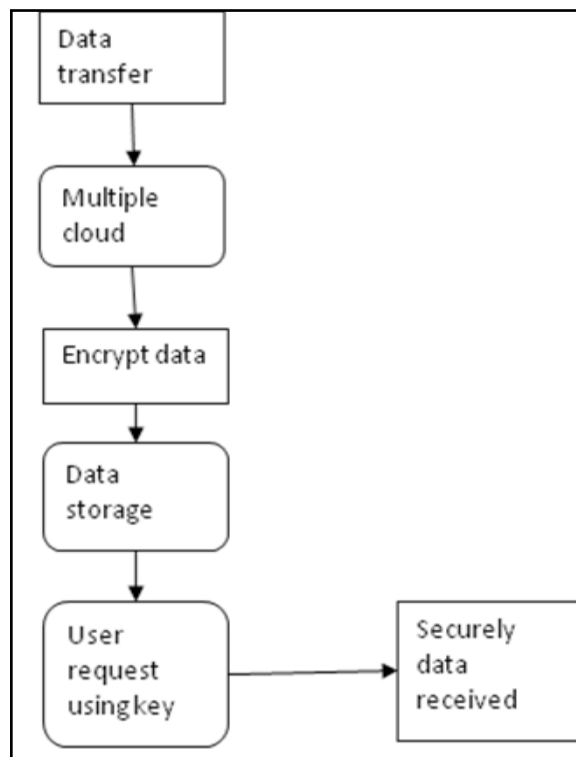 Data
transfer
Multiple
cloud
Encrypt data
Data
storage
User
request
using key
Securely
data
received